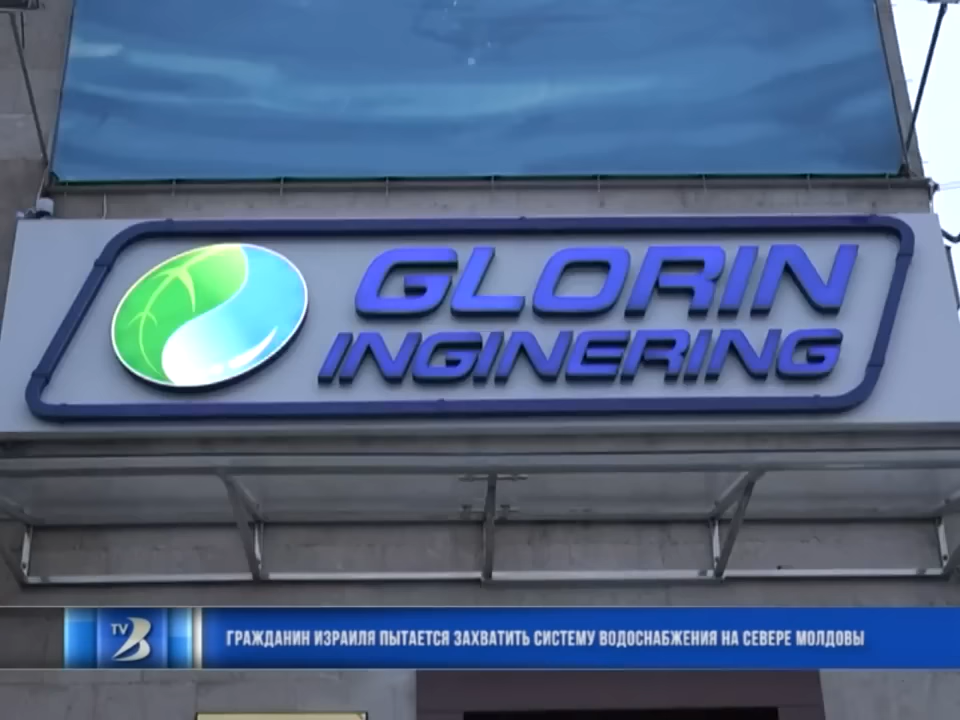 GLORIN
INGINERING
TV B
ГРАЖДАНИН ИЗРАИЛЯ ПЫТАЕТСЯ ЗАХВАТИТЬ СИСТЕМУ ВОДОСНАБЖЕНИЯ НА СЕВЕРЕ МОЛДОВЫ